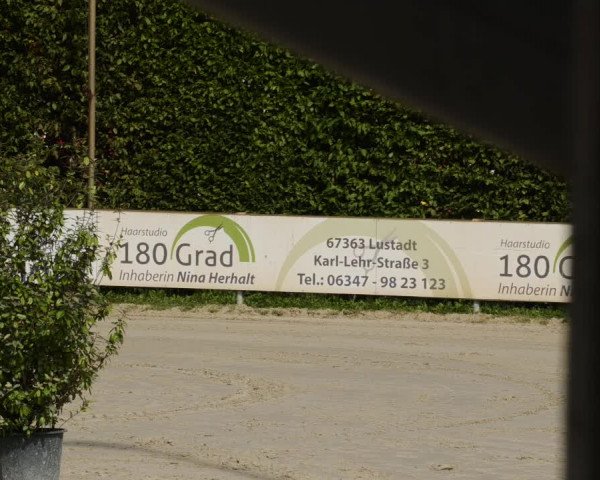 Haarstudio
180 Grad
Inhaberin Nina Herhalt
67363 Lustadt
Karl-Lehr-Straße 3
Tel.: 06347 - 98 23 123
Haarstudio
180 G
Inhaberin N